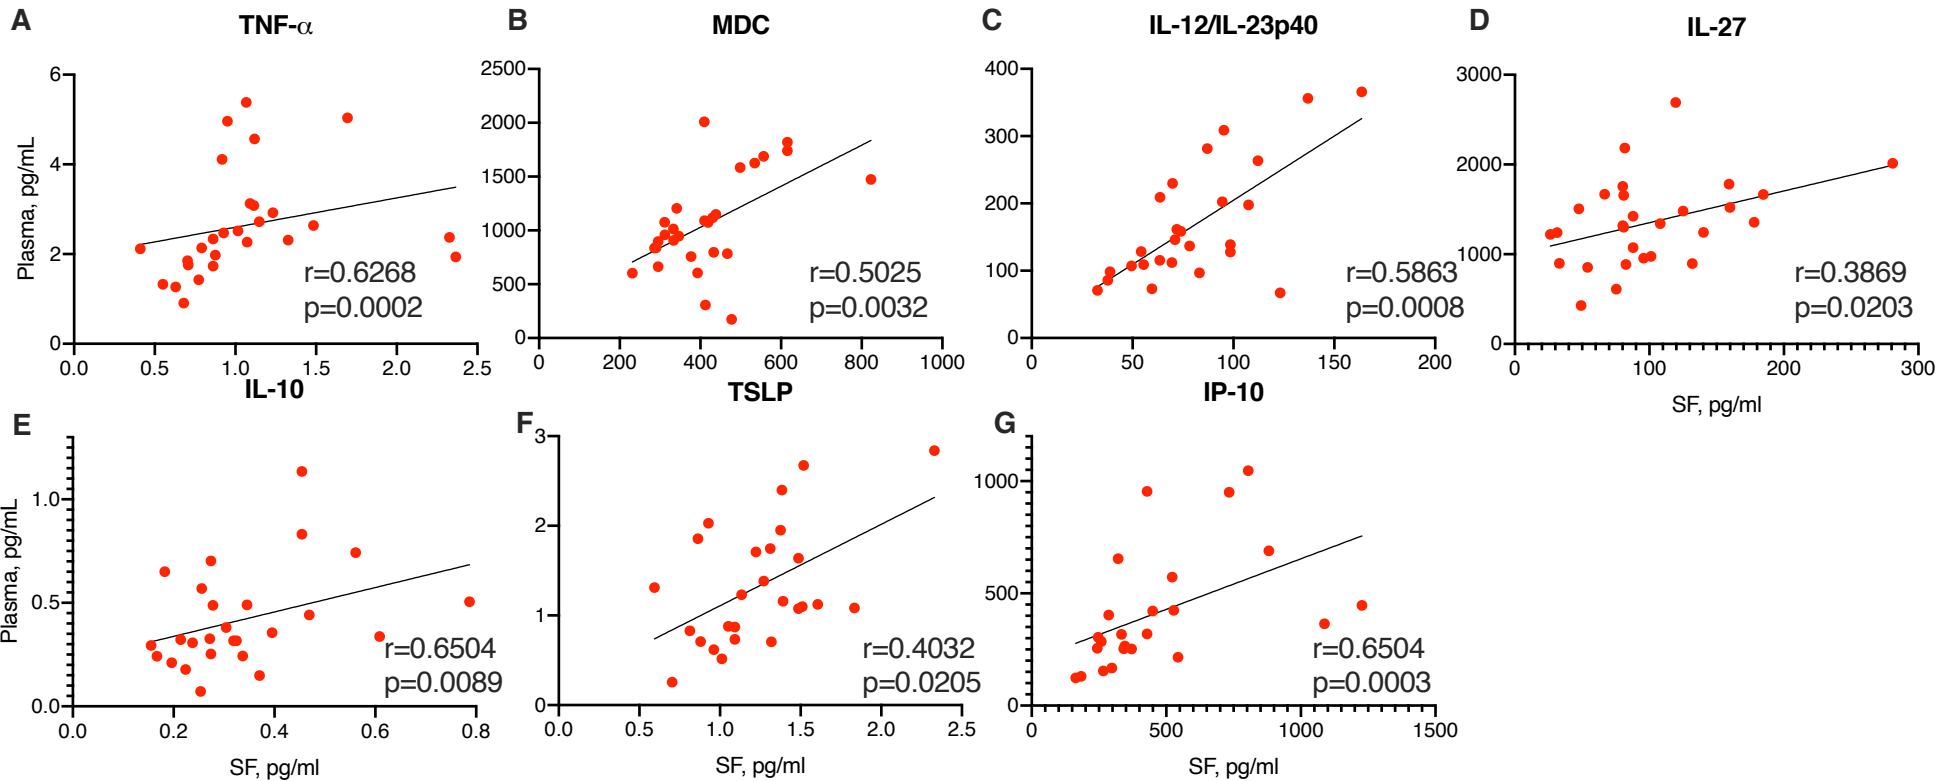 A
TNF-α
6
4
2
0
Plasma, pg/mL
0.0
0.5
1.0
1.5
2.0
2.5
r=0.6268
p=0.0002
B
MDC
2500
2000
1500
1000
500
0
0
200
400
600
800
1000
r=0.5025
p=0.0032
C
IL-12/IL-23p40
400
300
200
100
0
0
50
100
150
200
r=0.5863
p=0.0008
D
IL-27
3000
2000
1000
0
0
100
200
300
SF, pg/ml
r=0.3869
p=0.0203
E
IL-10
1.0
0.5
0.0
Plasma, pg/mL
0.0
0.2
0.4
0.6
0.8
SF, pg/ml
r=0.6504
p=0.0089
F
TSLP
3
2
1
0
0.0
0.5
1.0
1.5
2.0
2.5
SF, pg/ml
r=0.4032
p=0.0205
G
IP-10
1000
500
0
0
500
1000
1500
SF, pg/ml
r=0.6504
p=0.0003